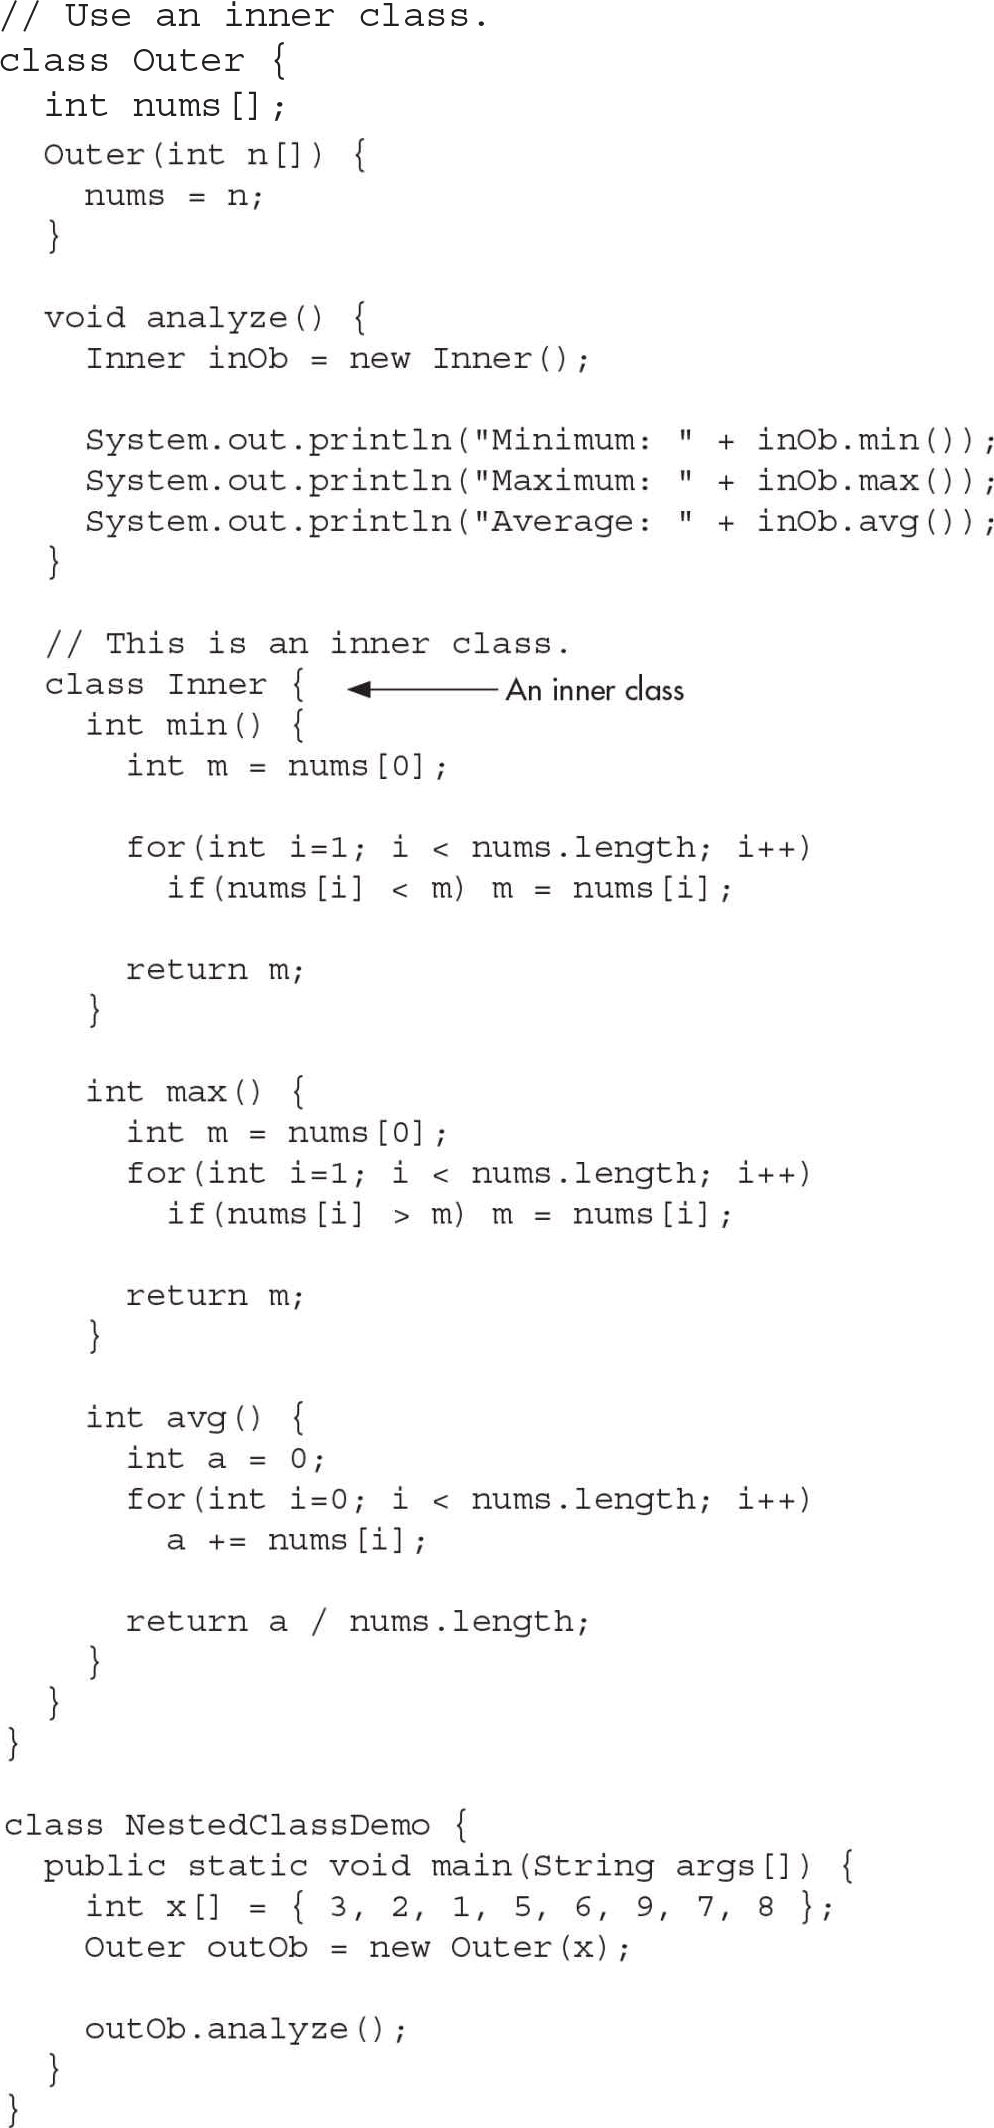 // Use an inner class.
class Outer {
  int nums[];
  Outer(int n[]) {
    nums = n;
  }
  void analyze() {
    Inner inOb = new Inner();
    System.out.println("Minimum: " + inOb.min());
    System.out.println("Maximum: " + inOb.max());
    System.out.println("Average: " + inOb.avg());
  }
  // This is an inner class.
  class Inner { An inner class
    int min() {
      int m = nums[0];
      for(int i=1; i < nums.length; i++)
        if(nums[i] < m) m = nums[i];
      return m;
    }
    int max() {
      int m = nums[0];
      for(int i=1; i < nums.length; i++)
        if(nums[i] > m) m = nums[i];
      return m;
    }
    int avg() {
      int a = 0;
      for(int i=0; i < nums.length; i++)
        a += nums[i];
      return a / nums.length;
    }
  }
}
class NestedClassDemo {
  public static void main(String args[]) {
    int x[] = { 3, 2, 1, 5, 6, 9, 7, 8 };
    Outer outOb = new Outer(x);
    outOb.analyze();
  }
}